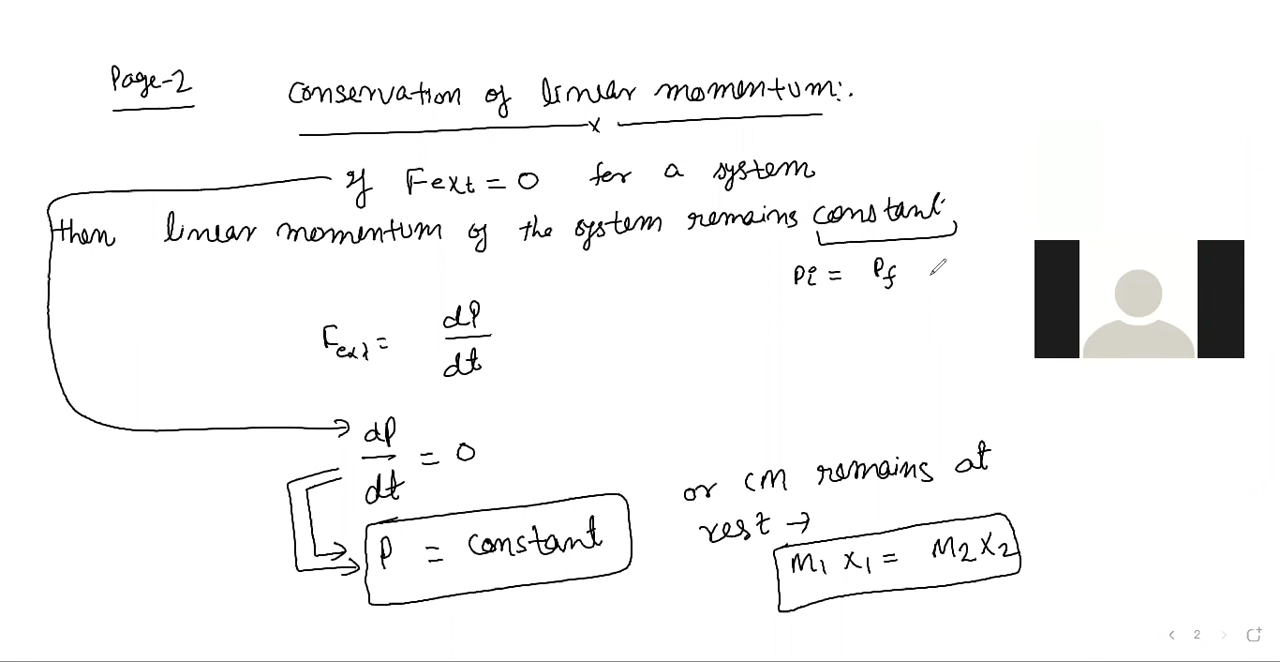 Page-2
Conservation of linear momentum:.
x
If Fext = 0 for a system
then linear momentum of the system remains constant.
Pi = Pf
Fext = dP/dt
dP/dt = 0
P = constant
or CM remains at
rest →
M1 X1 = M2 X2
< 2 >